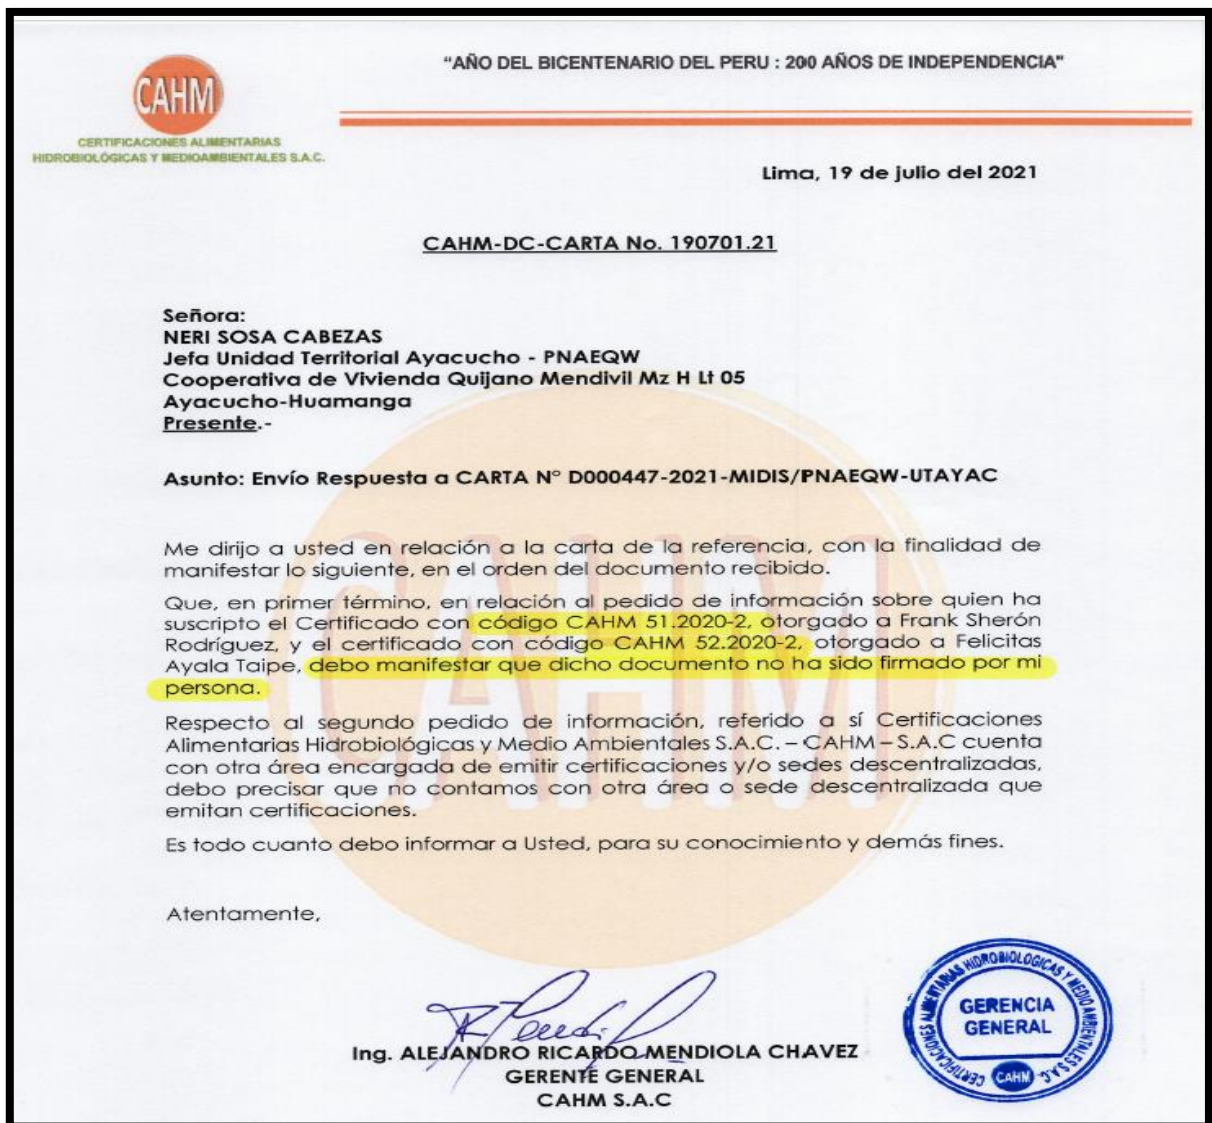 "AÑO DEL BICENTENARIO DEL PERU : 200 AÑOS DE INDEPENDENCIA"
CAHM
CERTIFICACIONES ALIMENTARIAS
HIDROBIOLÓGICAS Y MEDIOAMBIENTALES S.A.C.
Lima, 19 de julio del 2021
CAHM-DC-CARTA No. 190701.21
Señora:
NERI SOSA CABEZAS
Jefa Unidad Territorial Ayacucho - PNAEQW
Cooperativa de Vivienda Quijano Mendivil Mz H Lt 05
Ayacucho-Huamanga
Presente.-
Asunto: Envío Respuesta a CARTA N° D000447-2021-MIDIS/PNAEQW-UTAYAC
Me dirijo a usted en relación a la carta de la referencia, con la finalidad de
manifestar lo siguiente, en el orden del documento recibido.
Que, en primer término, en relación al pedido de información sobre quien ha
suscripto el Certificado con código CAHM 51.2020-2, otorgado a Frank Sherón
Rodríguez, y el certificado con código CAHM 52.2020-2, otorgado a Felicitas
Ayala Taipe, debo manifestar que dicho documento no ha sido firmado por mi
persona.
Respecto al segundo pedido de información, referido a sí Certificaciones
Alimentarias Hidrobiológicas y Medio Ambientales S.A.C. – CAHM – S.A.C cuenta
con otra área encargada de emitir certificaciones y/o sedes descentralizadas,
debo precisar que no contamos con otra área o sede descentralizada que
emitan certificaciones.
Es todo cuanto debo informar a Usted, para su conocimiento y demás fines.
Atentamente,
Ing. ALEJANDRO RICARDO MENDIOLA CHAVEZ
GERENTE GENERAL
CAHM S.A.C
CERTIFICACIONES ALIMENTARIAS HIDROBIOLOGICAS Y MEDIO AMBIENTALES S.A.C.
GERENCIA
GENERAL
CAHM
CAHM